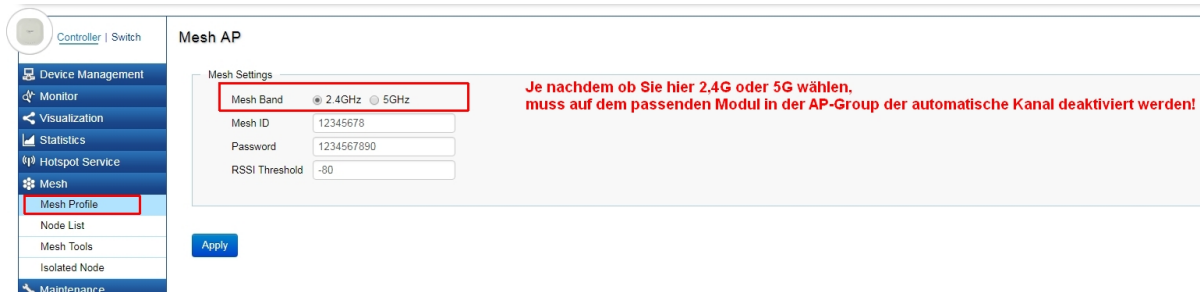 Controller | Switch
Mesh AP
Device Management
Monitor
Visualization
Statistics
Hotspot Service
Mesh
Mesh Profile
Node List
Mesh Tools
Isolated Node
Maintenance
Mesh Settings
Mesh Band 2.4GHz 5GHz
Mesh ID 12345678
Password 1234567890
RSSI Threshold -80
Je nachdem ob Sie hier 2,4G oder 5G wählen,
muss auf dem passenden Modul in der AP-Group der automatische Kanal deaktiviert werden!
Apply